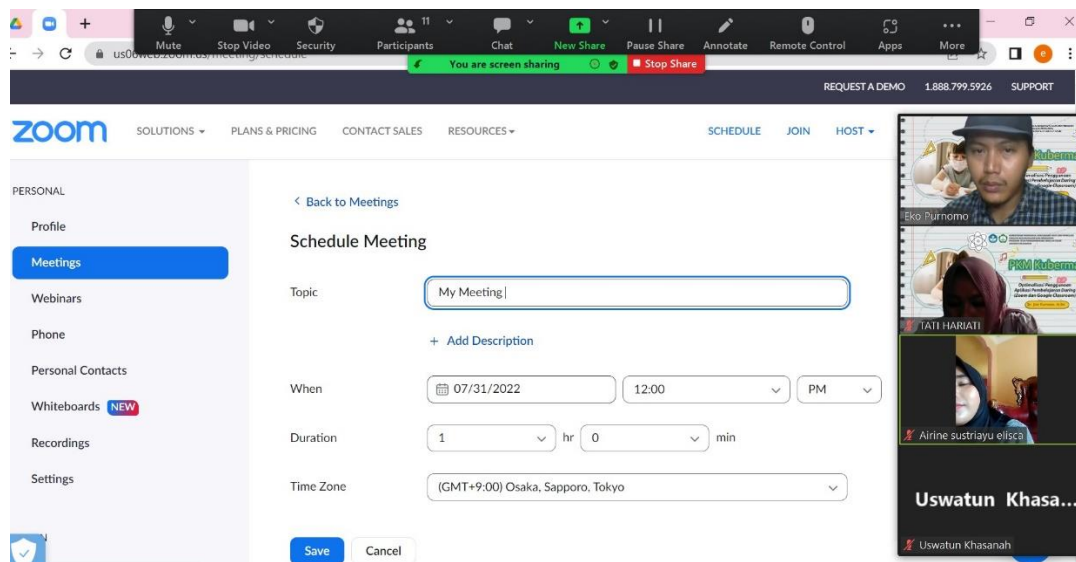 11
Mute Stop Video Security Participants Chat New Share Pause Share Annotate Remote Control Apps More
You are screen sharing Stop Share
REQUEST A DEMO 1.888.799.5926 SUPPORT
zoom SOLUTIONS PLANS & PRICING CONTACT SALES RESOURCES SCHEDULE JOIN HOST
PERSONAL
Profile
Meetings
Webinars
Phone
Personal Contacts
Whiteboards NEW
Recordings
Settings
Back to Meetings
Schedule Meeting
Topic My Meeting
+ Add Description
When 07/31/2022 12:00 PM
Duration 1 hr 0 min
Time Zone (GMT+9:00) Osaka, Sapporo, Tokyo
Save Cancel
Eko Purnomo
PKM Kuberma
TATI HARIATI
Airine sustriayu elisca
Uswatun Khasa...
Uswatun Khasanah